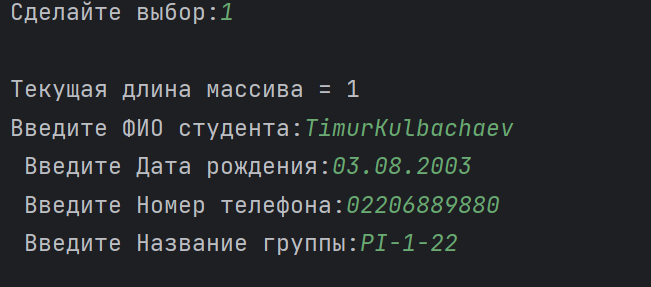 Сделайте выбор:1
Текущая длина массива = 1
Введите ФИО студента:TimurKulbachaev
Введите Дата рождения:03.08.2003
Введите Номер телефона:02206889880
Введите Название группы:PI-1-22